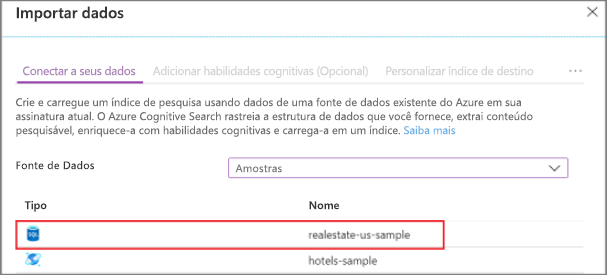 Importar dados
Conectar a seus dados Adicionar habilidades cognitivas (Opcional) Personalizar índice de destino ...
Crie e carregue um índice de pesquisa usando dados de uma fonte de dados existente do Azure em sua
assinatura atual. O Azure Cognitive Search rastreia a estrutura de dados que você fornece, extrai conteúdo
pesquisável, enriquece-a com habilidades cognitivas e carrega-a em um índice. Saiba mais
Fonte de Dados Amostras
Tipo Nome
SQL realestate-us-sample
hotels-sample